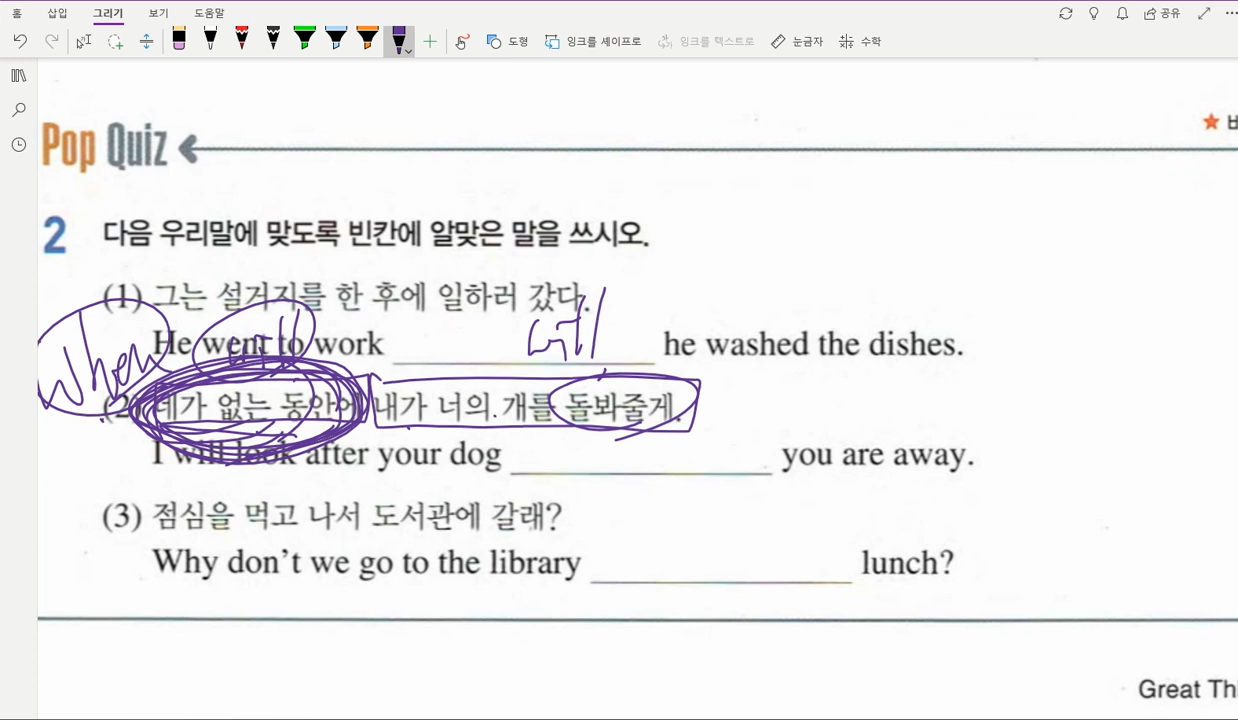 홈 삽입 그리기 보기 도움말 공유
도형 잉크를 셰이프로 잉크를 텍스트로 눈금자 수학
Pop Quiz
2 다음 우리말에 맞도록 빈칸에 알맞은 말을 쓰시오.
(1) 그는 설거지를 한 후에 일하러 갔다.
He went to work ____ he washed the dishes.
When
(2) 네가 없는 동안에 내가 너의 개를 돌봐줄게.
I will look after your dog ____ you are away.
(3) 점심을 먹고 나서 도서관에 갈래?
Why don't we go to the library ____ lunch?
Great